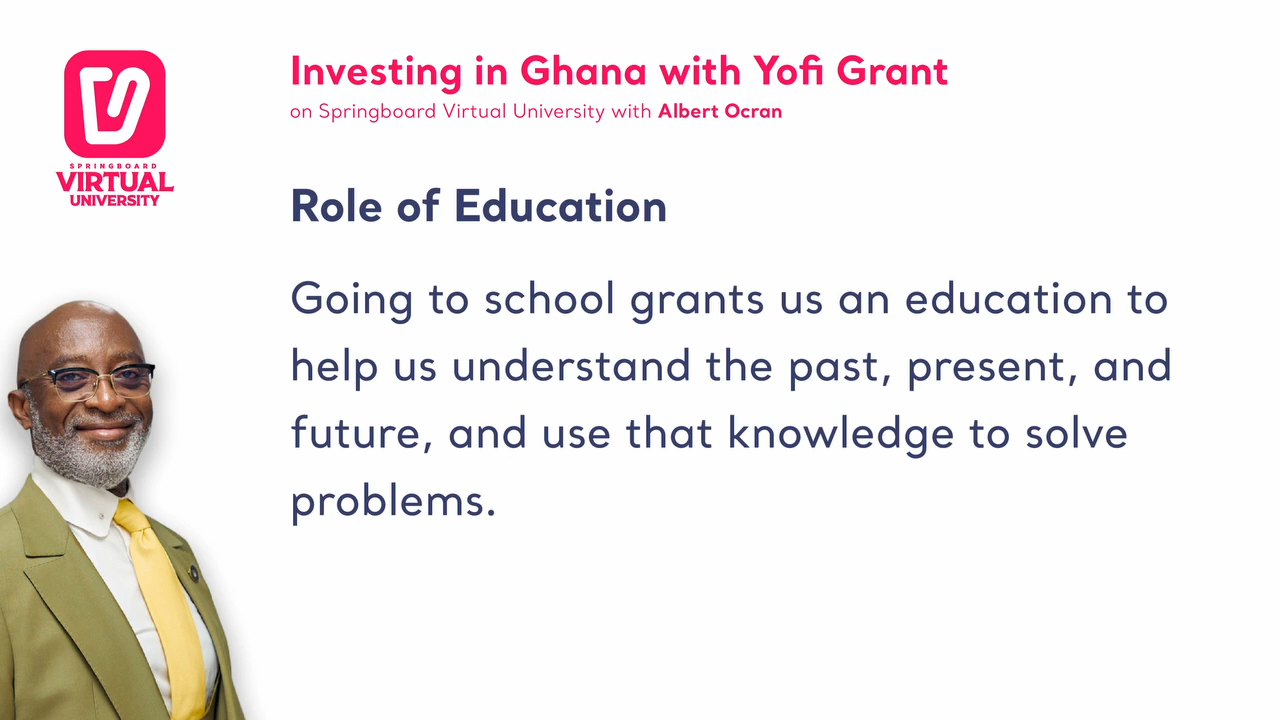 SPRINGBOARD
VIRTUAL
UNIVERSITY
Investing in Ghana with Yofi Grant
on Springboard Virtual University with Albert Ocran
Role of Education
Going to school grants us an education to
help us understand the past, present, and
future, and use that knowledge to solve
problems.